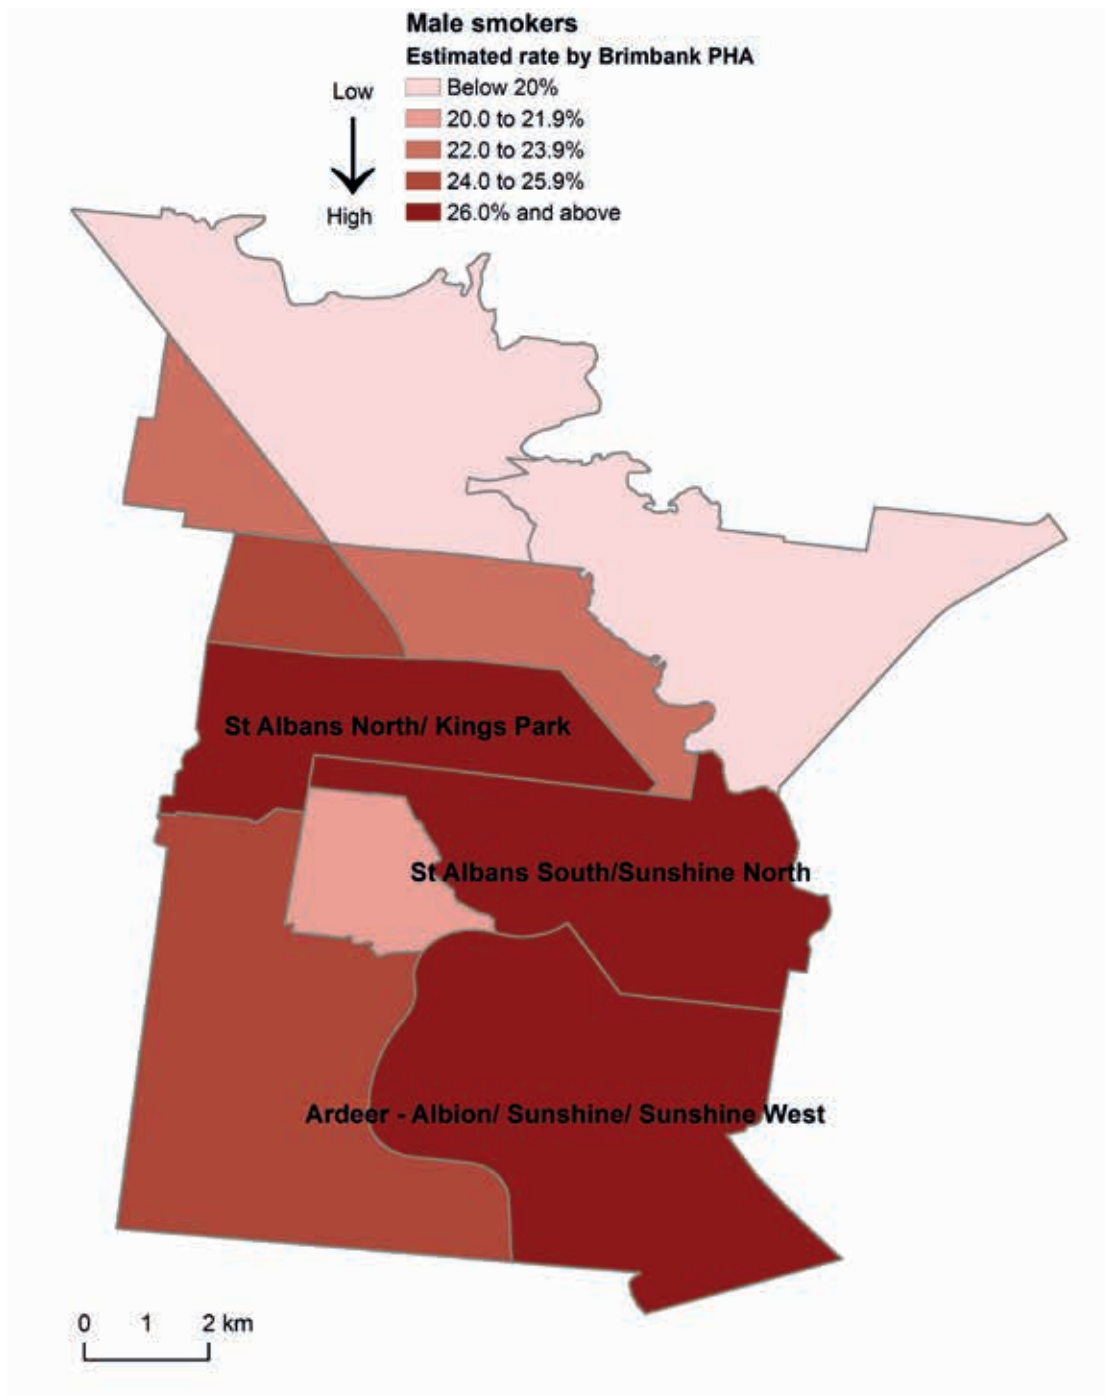 Male smokers
Estimated rate by Brimbank PHA
Low
Below 20%
20.0 to 21.9%
22.0 to 23.9%
24.0 to 25.9%
High
26.0% and above
St Albans North/ Kings Park
St Albans South/Sunshine North
Ardeer - Albion/ Sunshine/ Sunshine West
0 1 2 km